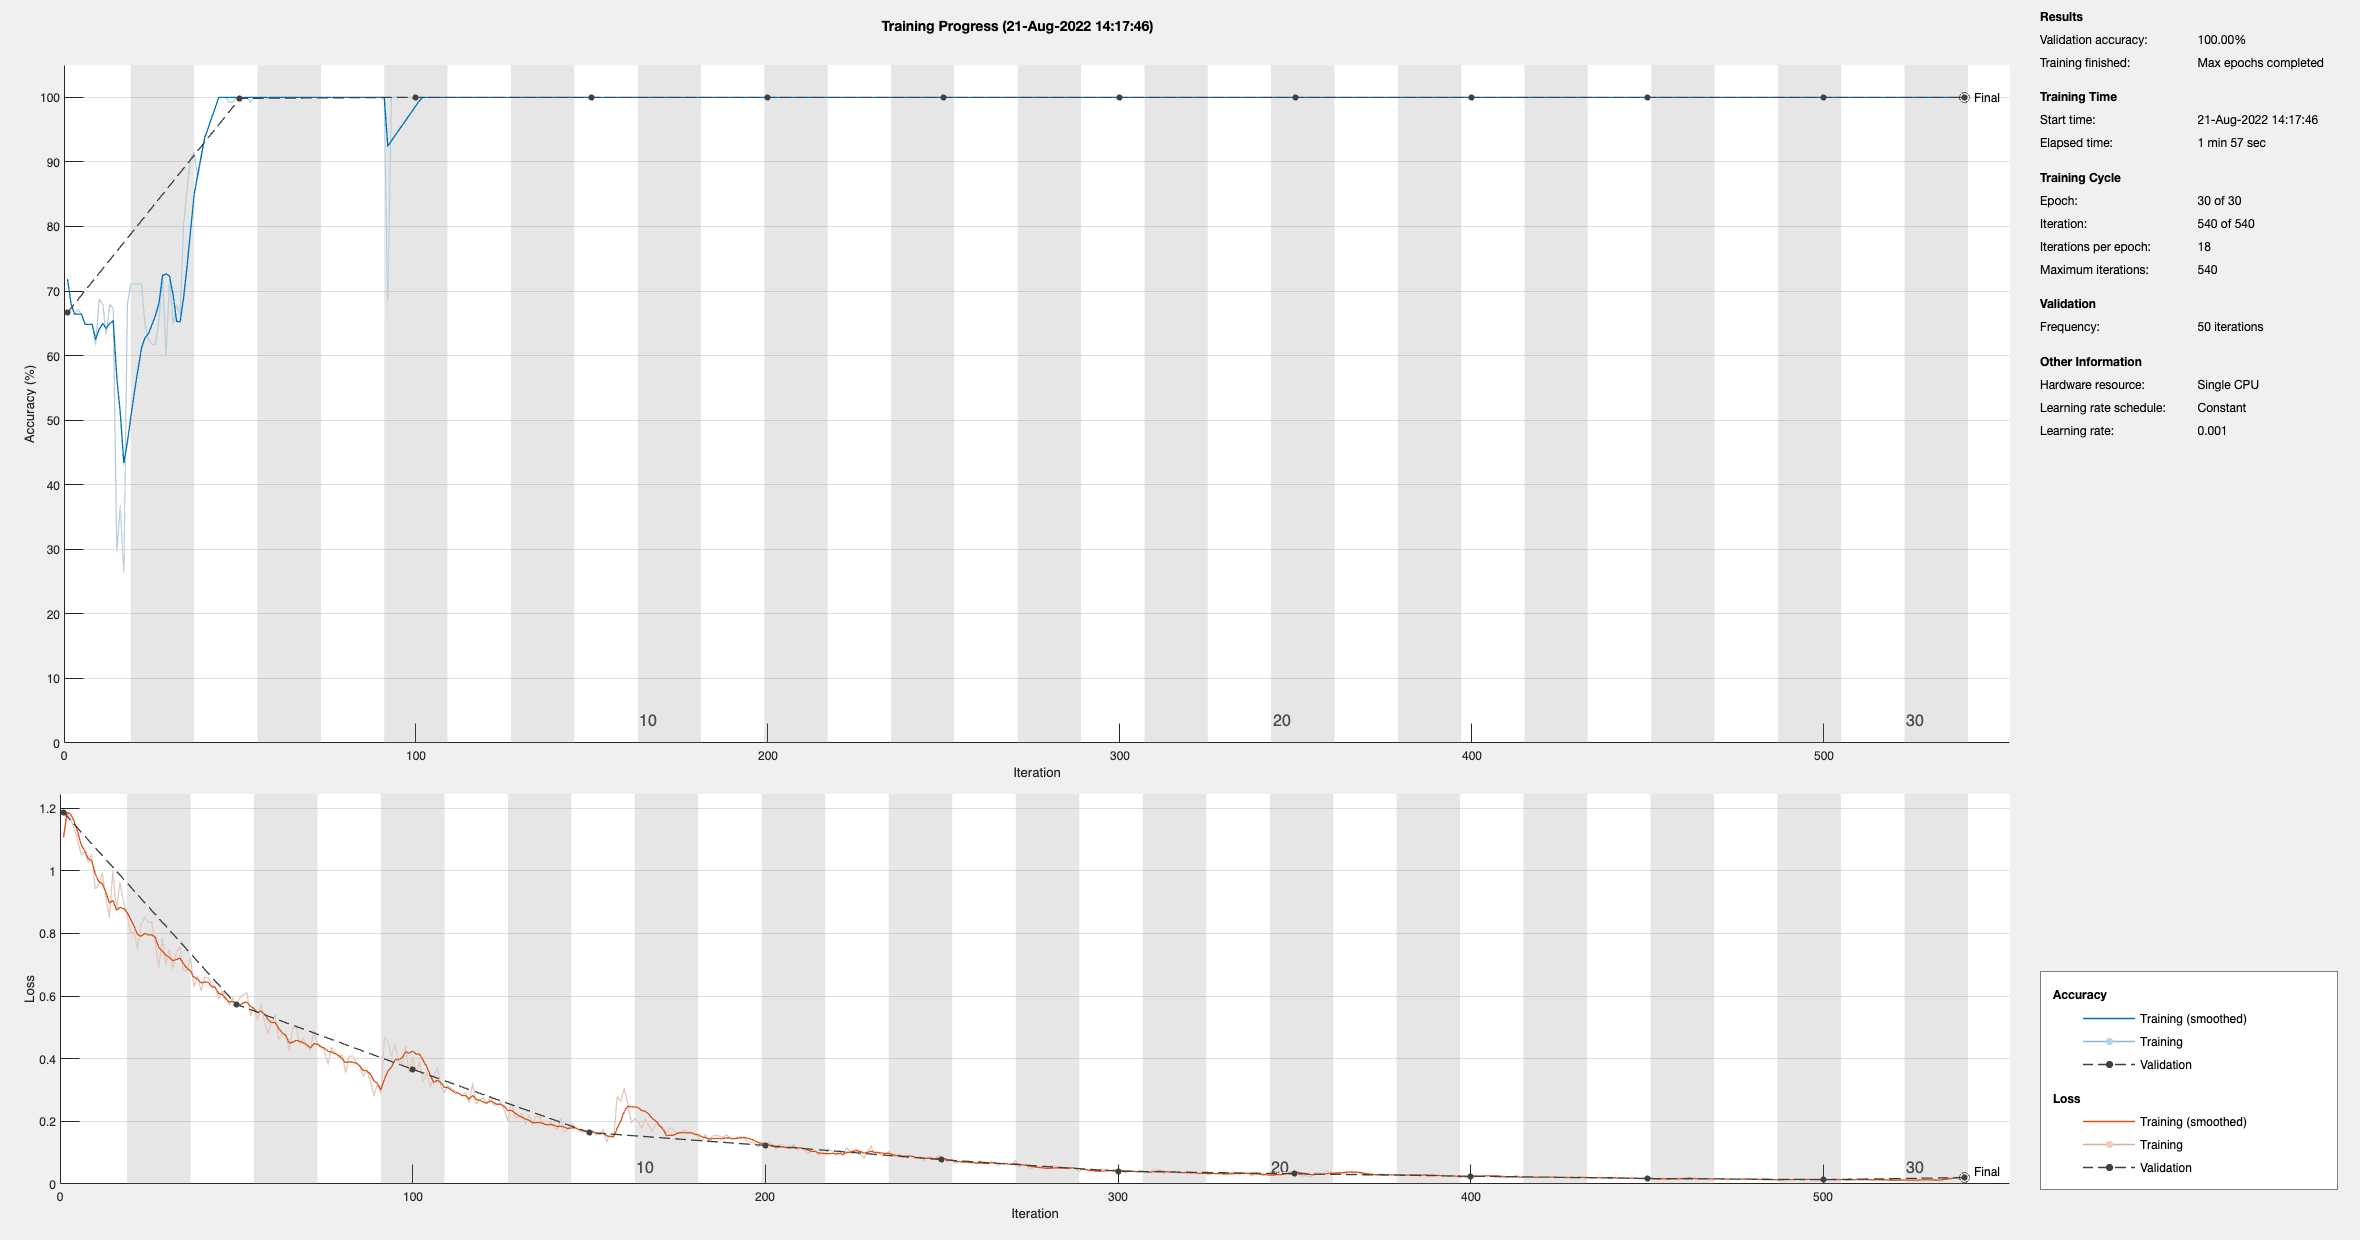 Training Progress (21-Aug-2022 14:17:46)
100
90
80
70
60
50
40
30
20
10
0
Accuracy (%)
Final
10
20
30
0
100
200
300
400
500
Iteration
1.2
1
0.8
0.6
0.4
0.2
0
Loss
10
20
30
Final
0
100
200
300
400
500
Iteration
Results
Validation accuracy: 100.00%
Training finished: Max epochs completed
Training Time
Start time: 21-Aug-2022 14:17:46
Elapsed time: 1 min 57 sec
Training Cycle
Epoch: 30 of 30
Iteration: 540 of 540
Iterations per epoch: 18
Maximum iterations: 540
Validation
Frequency: 50 iterations
Other Information
Hardware resource: Single CPU
Learning rate schedule: Constant
Learning rate: 0.001
Accuracy
Training (smoothed)
Training
Validation
Loss
Training (smoothed)
Training
Validation